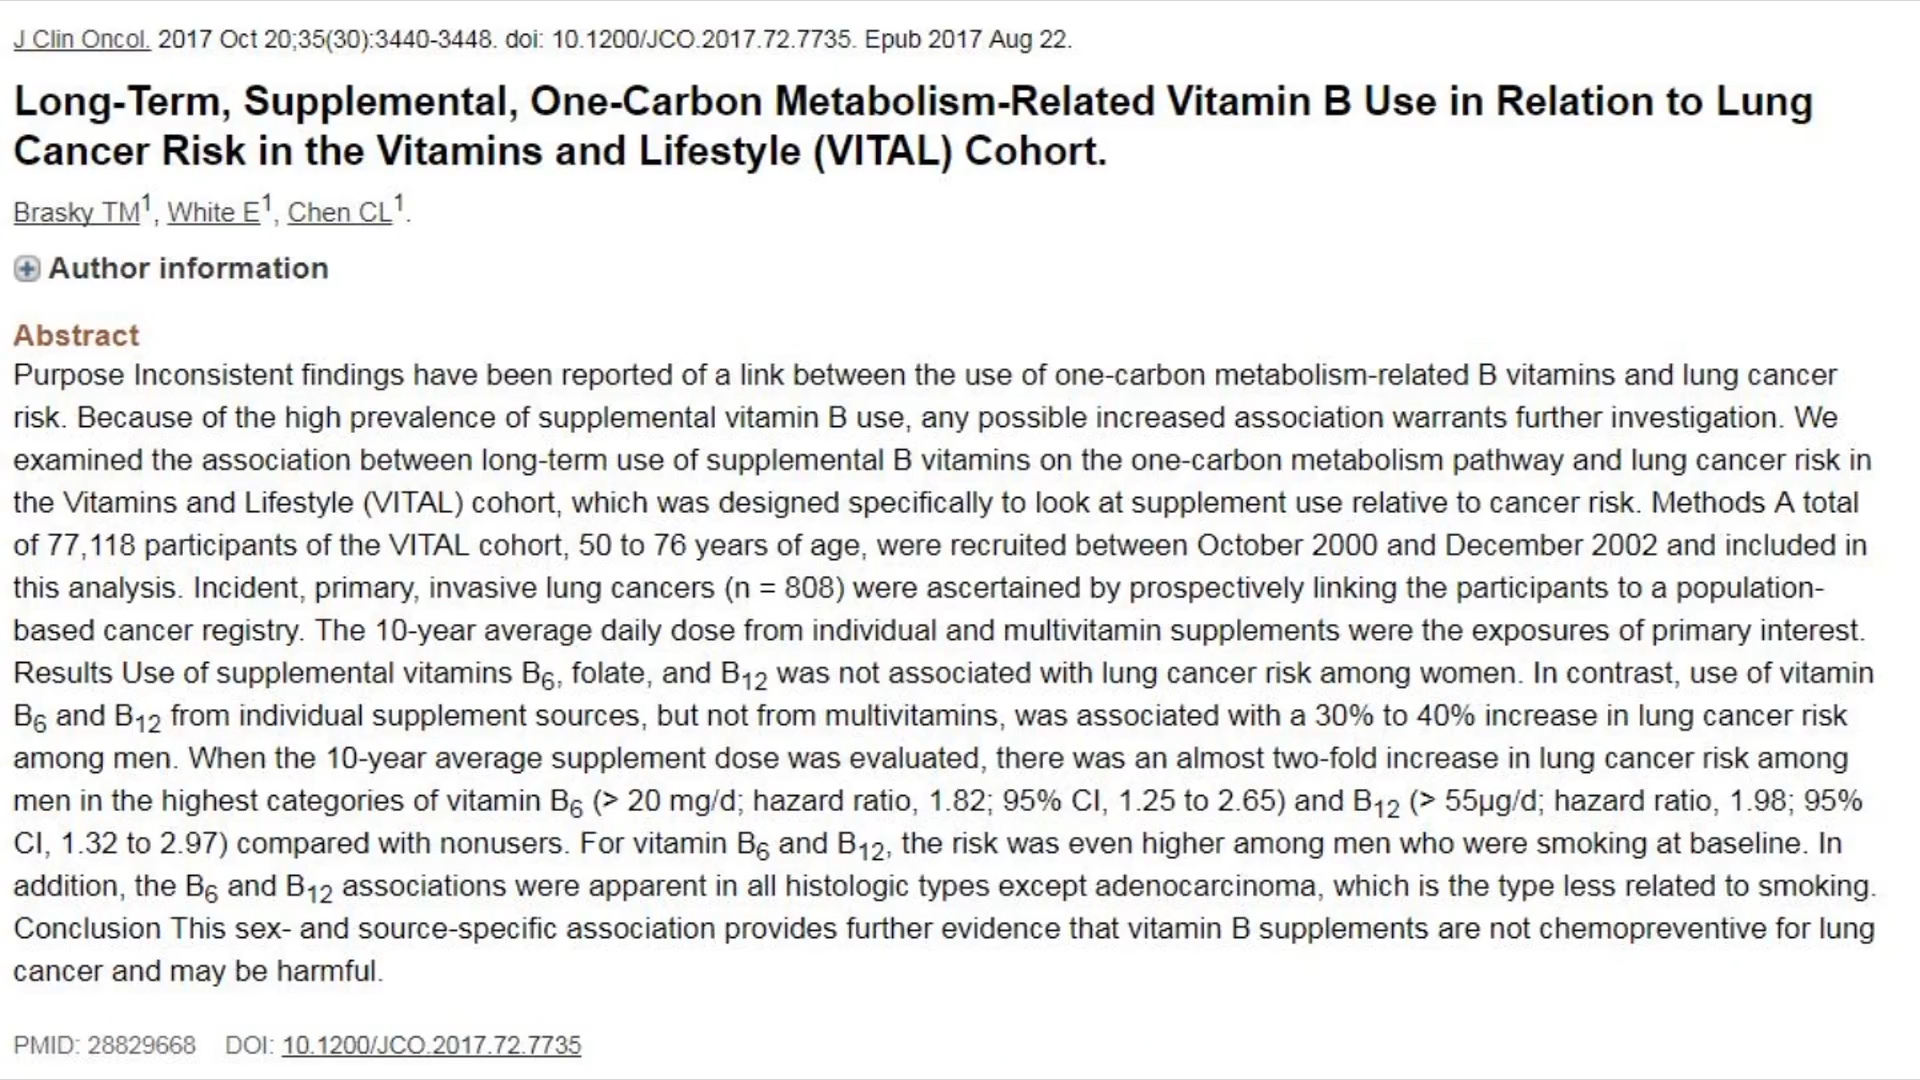 J Clin Oncol. 2017 Oct 20;35(30):3440-3448. doi: 10.1200/JCO.2017.72.7735. Epub 2017 Aug 22.
Long-Term, Supplemental, One-Carbon Metabolism-Related Vitamin B Use in Relation to Lung
Cancer Risk in the Vitamins and Lifestyle (VITAL) Cohort.
Brasky TM1, White E1, Chen CL1.
Author information
Abstract
Purpose Inconsistent findings have been reported of a link between the use of one-carbon metabolism-related B vitamins and lung cancer
risk. Because of the high prevalence of supplemental vitamin B use, any possible increased association warrants further investigation. We
examined the association between long-term use of supplemental B vitamins on the one-carbon metabolism pathway and lung cancer risk in
the Vitamins and Lifestyle (VITAL) cohort, which was designed specifically to look at supplement use relative to cancer risk. Methods A total
of 77,118 participants of the VITAL cohort, 50 to 76 years of age, were recruited between October 2000 and December 2002 and included in
this analysis. Incident, primary, invasive lung cancers (n = 808) were ascertained by prospectively linking the participants to a population-
based cancer registry. The 10-year average daily dose from individual and multivitamin supplements were the exposures of primary interest.
Results Use of supplemental vitamins B6, folate, and B12 was not associated with lung cancer risk among women. In contrast, use of vitamin
B6 and B12 from individual supplement sources, but not from multivitamins, was associated with a 30% to 40% increase in lung cancer risk
among men. When the 10-year average supplement dose was evaluated, there was an almost two-fold increase in lung cancer risk among
men in the highest categories of vitamin B6 (> 20 mg/d; hazard ratio, 1.82; 95% CI, 1.25 to 2.65) and B12 (> 55µg/d; hazard ratio, 1.98; 95%
CI, 1.32 to 2.97) compared with nonusers. For vitamin B6 and B12, the risk was even higher among men who were smoking at baseline. In
addition, the B6 and B12 associations were apparent in all histologic types except adenocarcinoma, which is the type less related to smoking.
Conclusion This sex- and source-specific association provides further evidence that vitamin B supplements are not chemopreventive for lung
cancer and may be harmful.
PMID: 28829668 DOI: 10.1200/JCO.2017.72.7735